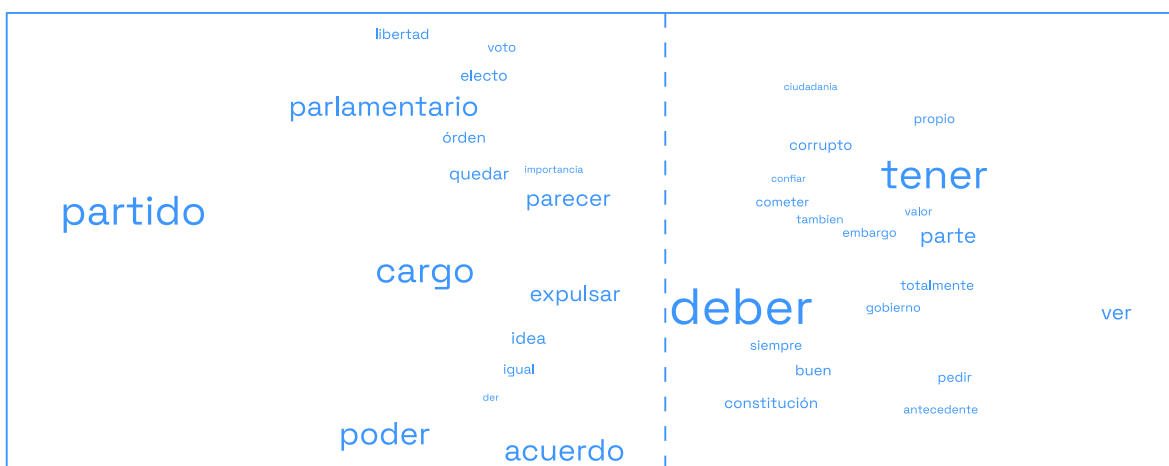 libertad
voto
electo
parlamentario
órden
quedar
importancia
parecer
partido
cargo
expulsar
idea
igual
der
poder
acuerdo
ciudadania
propio
corrupto
tener
confiar
cometer
valor
tambien
embargo
parte
totalmente
gobierno
deber
ver
siempre
buen
pedir
constitución
antecedente